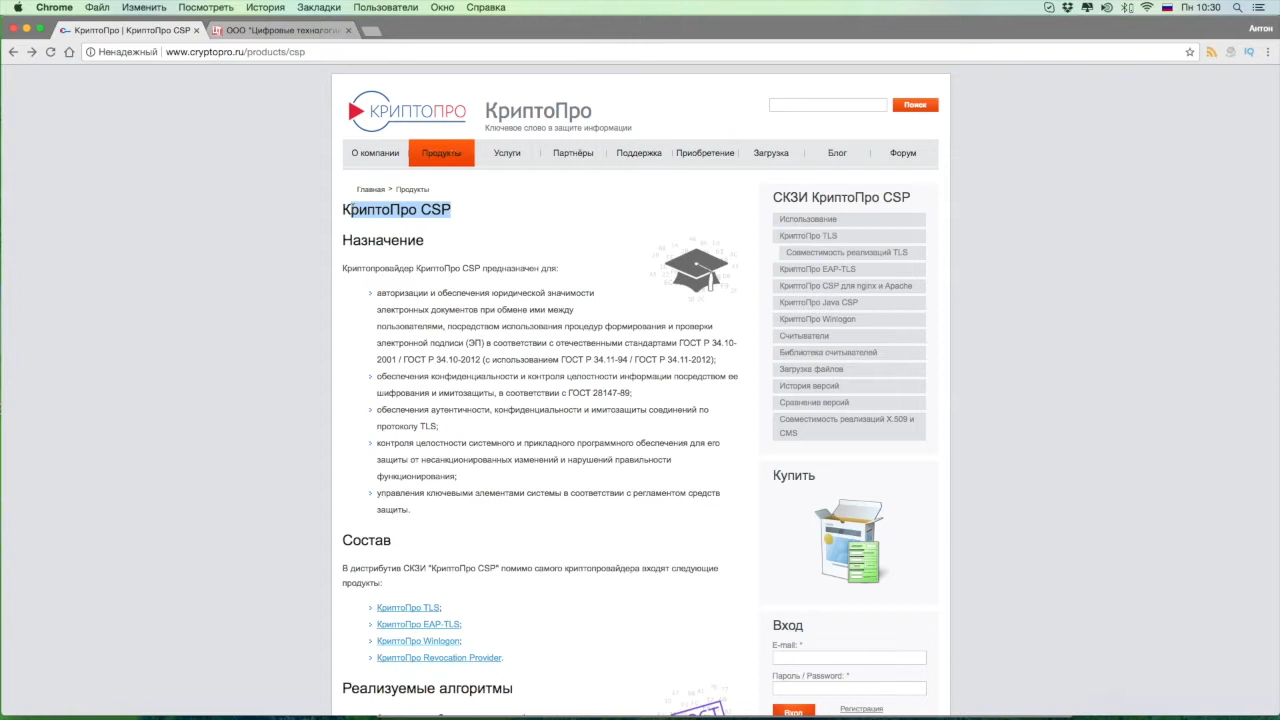 Chrome Файл Изменить Посмотреть История Закладки Пользователи Окно Справка Пн 10:30
КриптоПро | КриптоПро CSP ООО "Цифровые технологи Антон
Ненадежный www.cryptopro.ru/products/csp
КРИПТОПРО
КриптоПро
Ключевое слово в защите информации
Поиск
О компании Продукты Услуги Партнёры Поддержка Приобретение Загрузка Блог Форум
Главная > Продукты
КриптоПро CSP
Назначение
Криптопровайдер КриптоПро CSP предназначен для:
авторизации и обеспечения юридической значимости
электронных документов при обмене ими между
пользователями, посредством использования процедур формирования и проверки
электронной подписи (ЭП) в соответствии с отечественными стандартами ГОСТ Р 34.10-
2001 / ГОСТ Р 34.10-2012 (с использованием ГОСТ Р 34.11-94 / ГОСТ Р 34.11-2012);
обеспечения конфиденциальности и контроля целостности информации посредством ее
шифрования и имитозащиты, в соответствии с ГОСТ 28147-89;
обеспечения аутентичности, конфиденциальности и имитозащиты соединений по
протоколу TLS;
контроля целостности системного и прикладного программного обеспечения для его
защиты от несанкционированных изменений и нарушений правильности
функционирования;
управления ключевыми элементами системы в соответствии с регламентом средств
защиты.
Состав
В дистрибутив СКЗИ "КриптоПро CSP" помимо самого криптопровайдера входят следующие
продукты:
КриптоПро TLS;
КриптоПро EAP-TLS;
КриптоПро Winlogon;
КриптоПро Revocation Provider.
Реализуемые алгоритмы
ГОСТ
СКЗИ КриптоПро CSP
Использование
КриптоПро TLS
Совместимость реализаций TLS
КриптоПро EAP-TLS
КриптоПро CSP для nginx и Apache
КриптоПро Java CSP
КриптоПро Winlogon
Считыватели
Библиотека считывателей
Загрузка файлов
История версий
Сравнение версий
Совместимость реализаций X.509 и
CMS
Купить
Вход
E-mail: *
Пароль / Password: *
Вход Регистрация